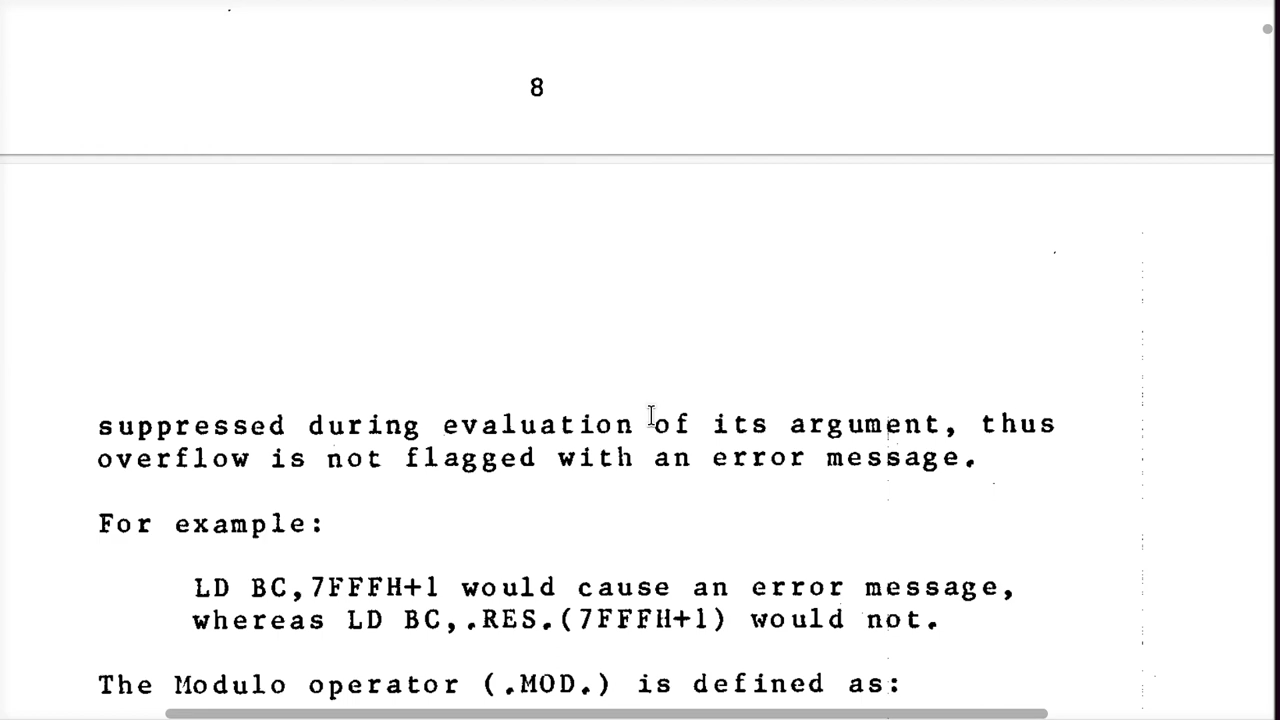 8
suppressed during evaluation of its argument, thus
overflow is not flagged with an error message.
For example:
LD BC,7FFFH+1 would cause an error message,
whereas LD BC,.RES.(7FFFH+1) would not.
The Modulo operator (.MOD.) is defined as: